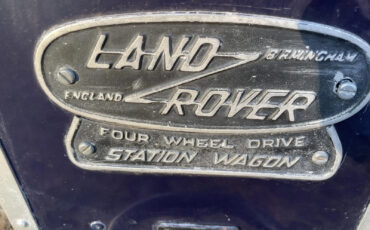 LAND
BIRMINGHAM
ENGLAND
ROVER
FOUR WHEEL DRIVE
STATION WAGON